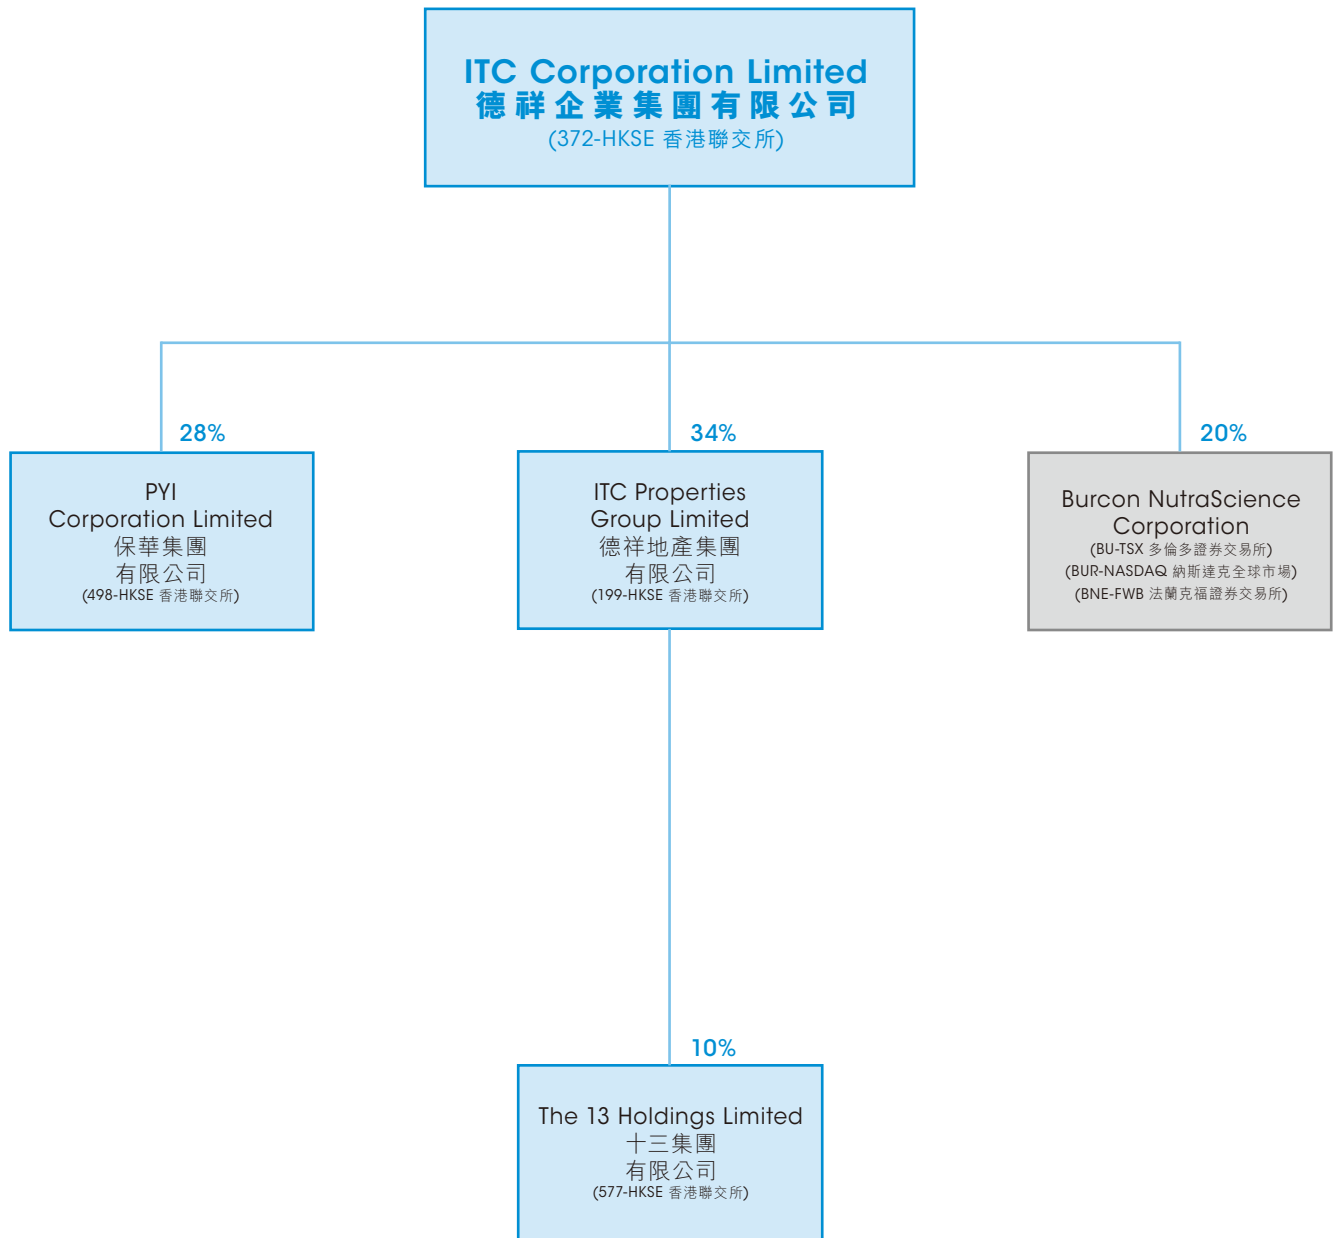 ITC Corporation Limited
德祥企業集團有限公司
(372-HKSE 香港聯交所)
28%
PYI
Corporation Limited
保華集團
有限公司
(498-HKSE 香港聯交所)
34%
ITC Properties
Group Limited
德祥地產集團
有限公司
(199-HKSE 香港聯交所)
20%
Burcon NutraScience
Corporation
(BU-TSX 多倫多證券交易所)
(BUR-NASDAQ 納斯達克全球市場)
(BNE-FWB 法蘭克福證券交易所)
10%
The 13 Holdings Limited
十三集團
有限公司
(577-HKSE 香港聯交所)